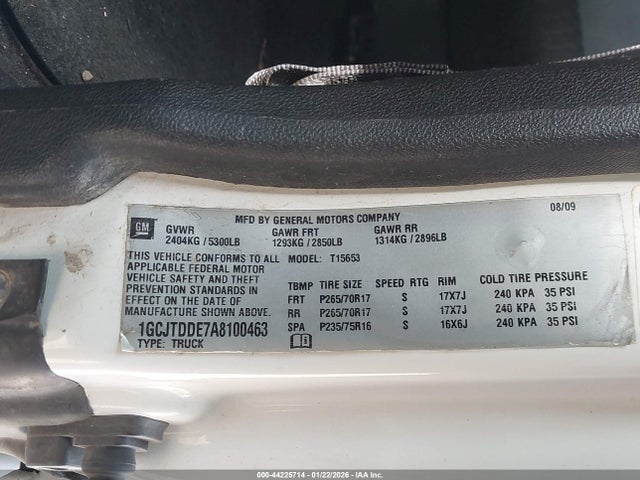 MFD BY GENERAL MOTORS COMPANY 08/09
GM GVWR GAWR FRT GAWR RR
2404KG / 5300LB 1293KG / 2850LB 1314KG / 2896LB
THIS VEHICLE CONFORMS TO ALL MODEL: T15653
APPLICABLE FEDERAL MOTOR
VEHICLE SAFETY AND THEFT
PREVENTION STANDARDS IN
EFFECT ON THE DATE OF
MANUFACTURE SHOWN ABOVE.
1GCJTDDE7A8100463
TYPE: TRUCK
TBMP TIRE SIZE SPEED RTG RIM COLD TIRE PRESSURE
FRT P265/70R17 S 17X7J 240 KPA 35 PSI
RR P265/70R17 S 17X7J 240 KPA 35 PSI
SPA P235/75R16 S 16X6J 240 KPA 35 PSI
000-44225714 - 01/22/2026 - IAA Inc.